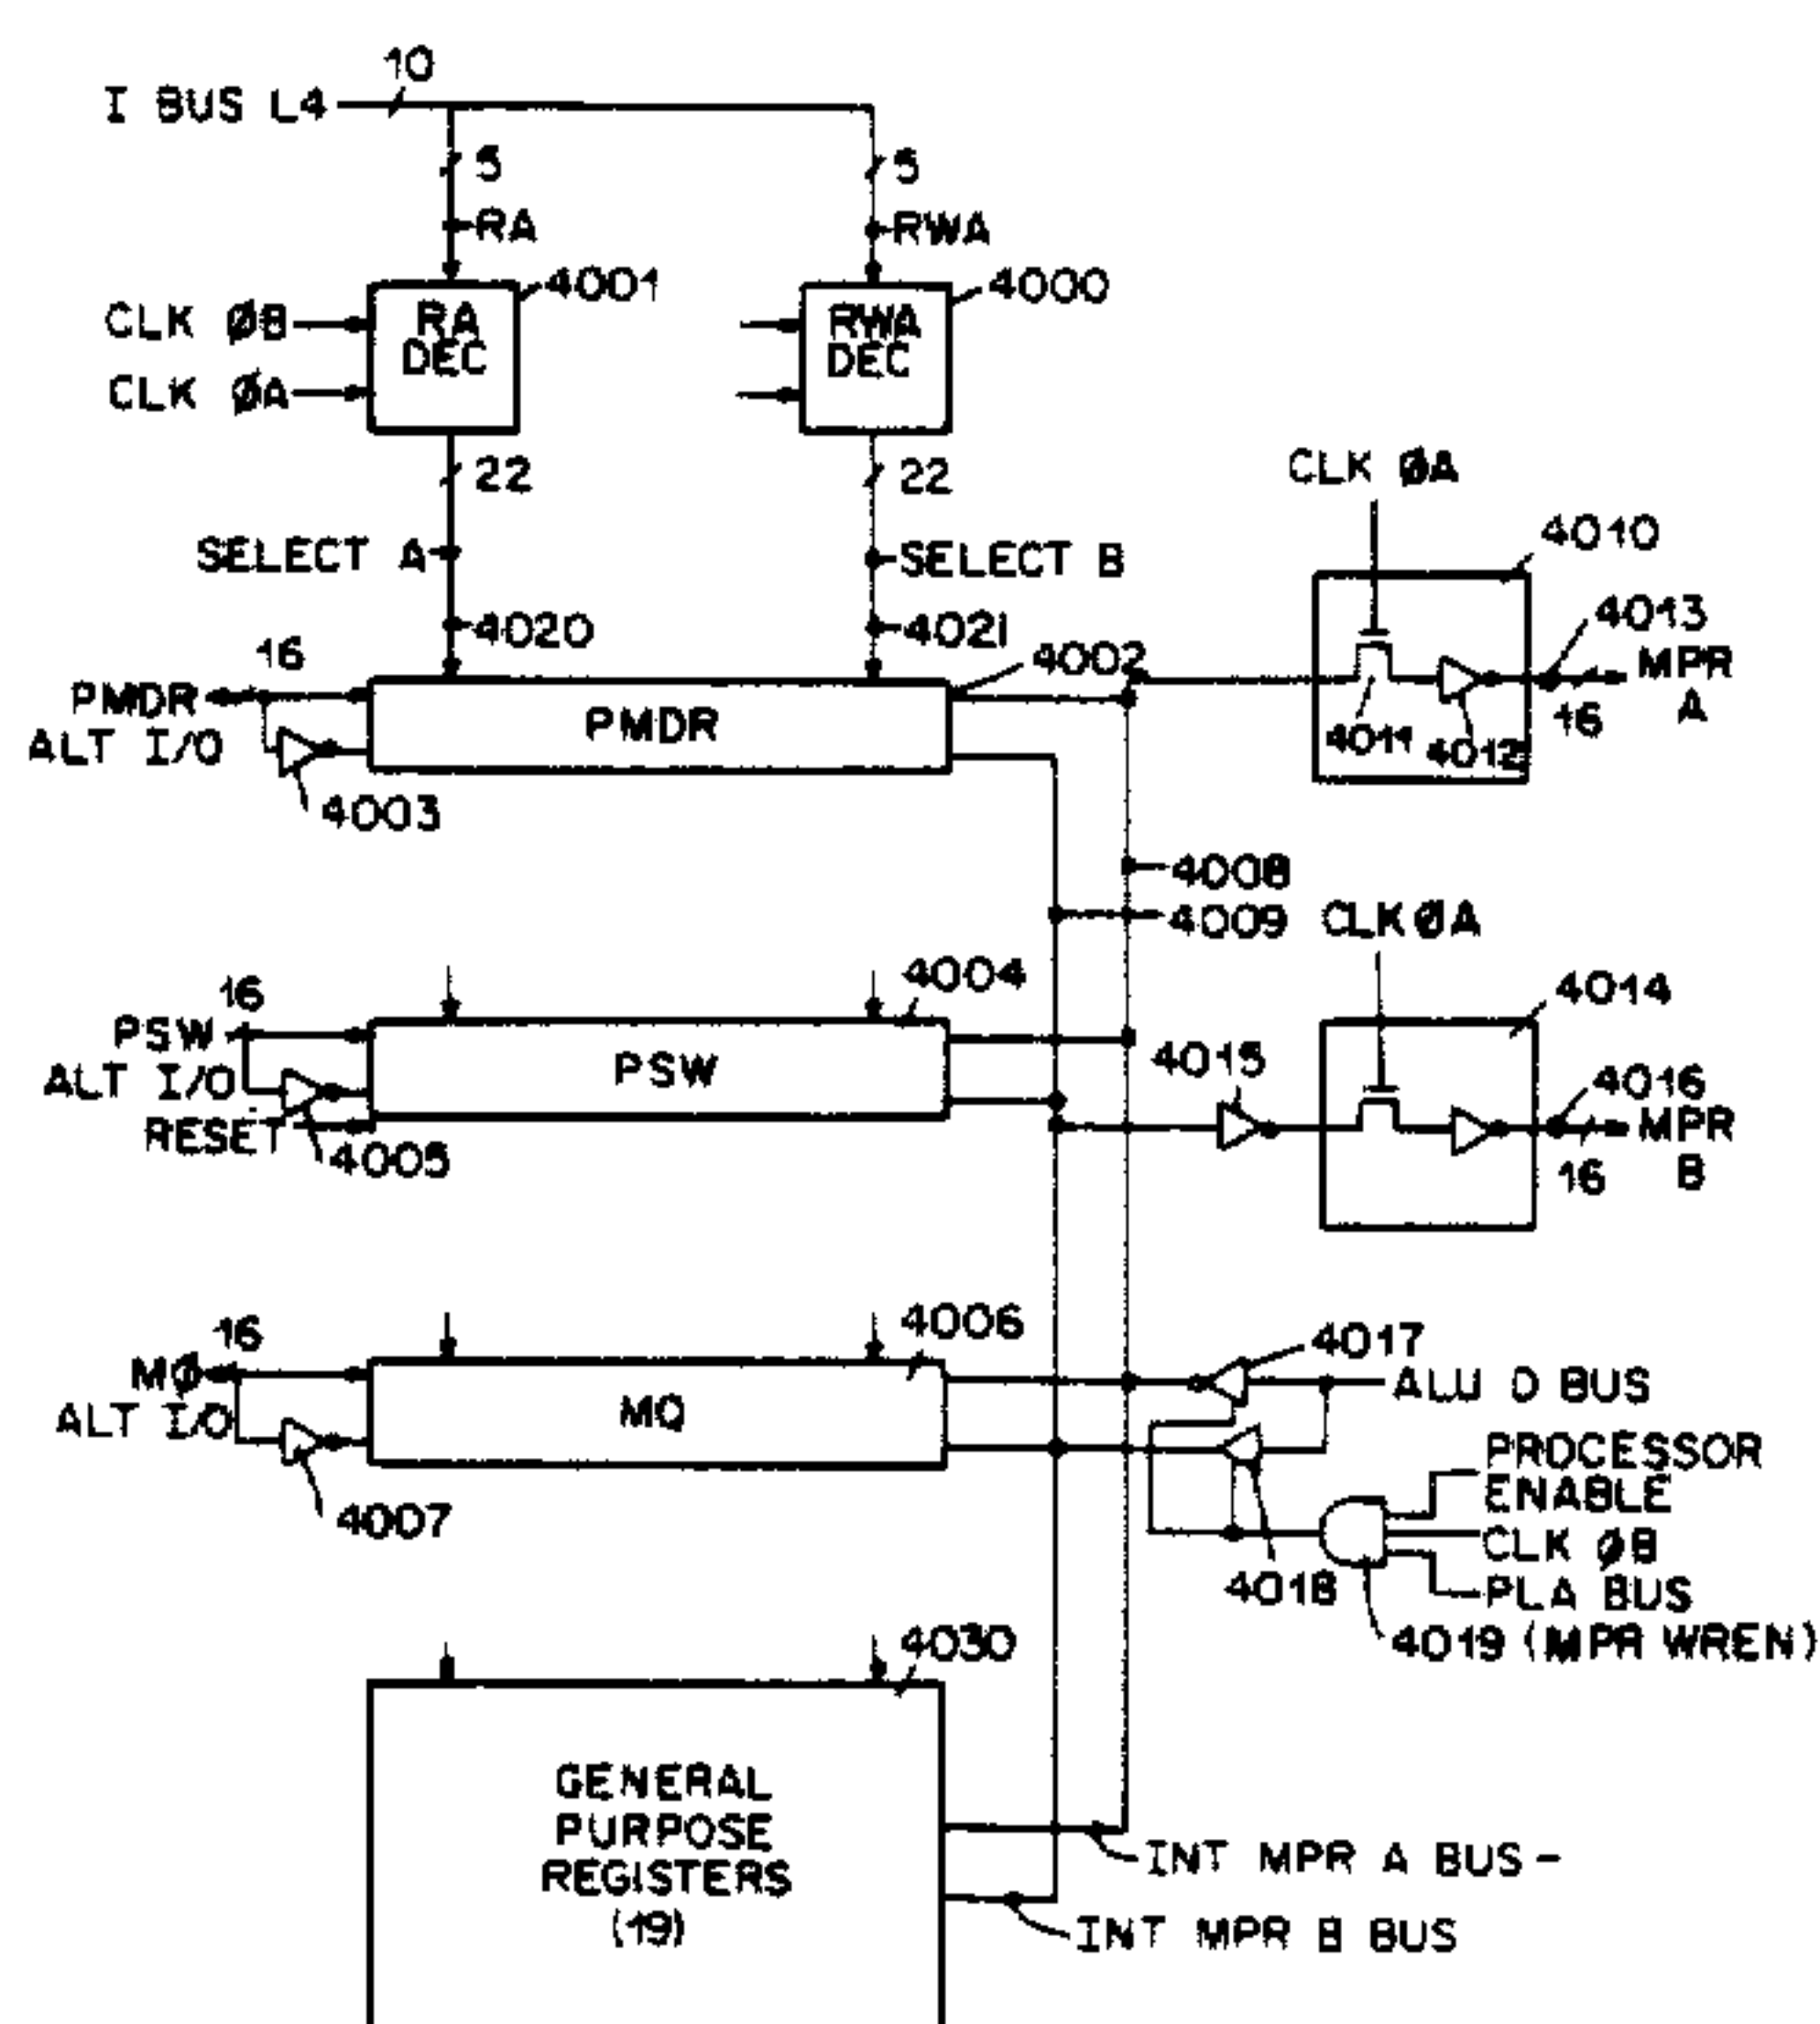 10
I BUS L4
5
5
RA
RWA
4001
4000
CLK ØB
RA
DEC
RWA
DEC
CLK ØA
22
22
CLK ØA
SELECT A
SELECT B
4010
4020
4021
4013
16
4002
MPR
A
PMDR
ALT I/O
PMDR
4011
4012
16
4003
4008
4009
CLK ØA
4004
4014
16
PSW
ALT I/O
PSW
4015
4016
MPR
B
RESET
4005
16
4006
4017
16
MØ
ALT I/O
MQ
ALU D BUS
PROCESSOR
ENABLE
4007
CLK ØB
4018
PLA BUS
4019 (MPR WREN)
4030
GENERAL
PURPOSE
REGISTERS
(19)
INT MPR A BUS -
INT MPR B BUS